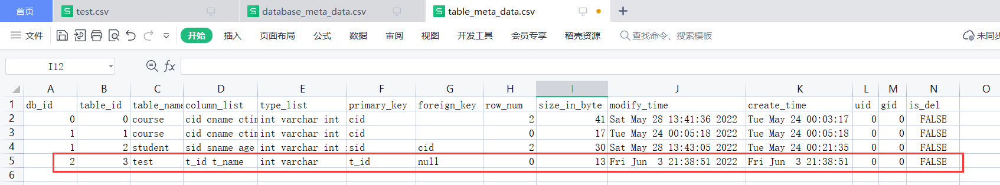 首页 test.csv database_meta_data.csv table_meta_data.csv +
文件 开始 插入 页面布局 公式 数据 审阅 视图 开发工具 会员专享 稻壳资源 查找命令、搜索模板 未同步
I12 fx
A B C D E F G H I J K L M N O
1 db_id table_id table_name column_list type_list primary_key foreign_key row_num size_in_byte modify_time create_time uid gid is_del
2 0 0 course cid cname ctim int varchar int cid 2 41 Sat May 28 13:41:36 2022 Tue May 24 00:03:17 0 0 FALSE
3 1 1 course cid cname ctim int varchar int cid 0 17 Tue May 24 00:05:18 2022 Tue May 24 00:05:18 0 0 FALSE
4 1 2 student sid sname age int varchar int sid cid 2 30 Sat May 28 13:43:05 2022 Tue May 24 00:21:35 0 0 FALSE
5 2 3 test t_id t_name int varchar t_id null 0 13 Fri Jun 3 21:38:51 2022 Fri Jun 3 21:38:51 0 0 FALSE
6